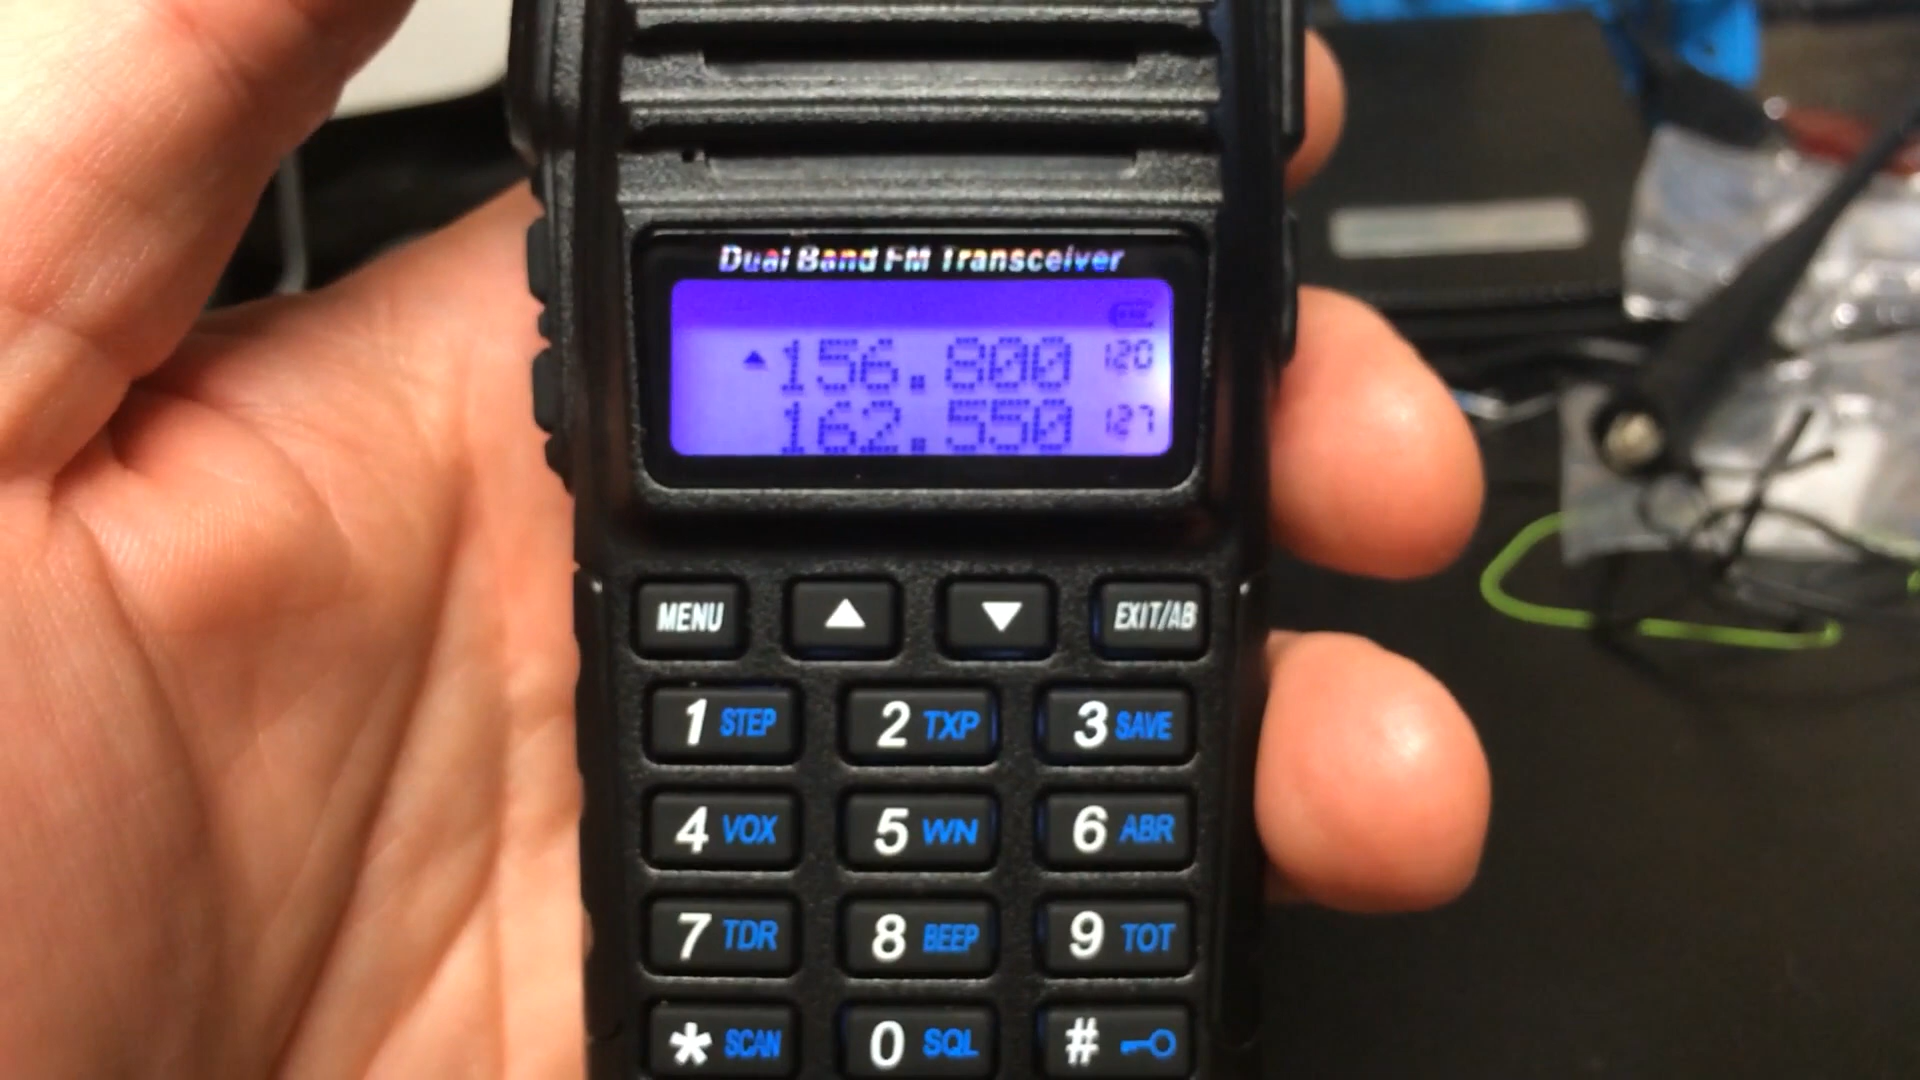 Dual Band FM Transceiver
▲156.800 120
162.550 127
MENU ▲ ▼ EXIT/AB
1 STEP 2 TXP 3 SAVE
4 VOX 5 WN 6 ABR
7 TDR 8 BEEP 9 TOT
* SCAN 0 SQL #